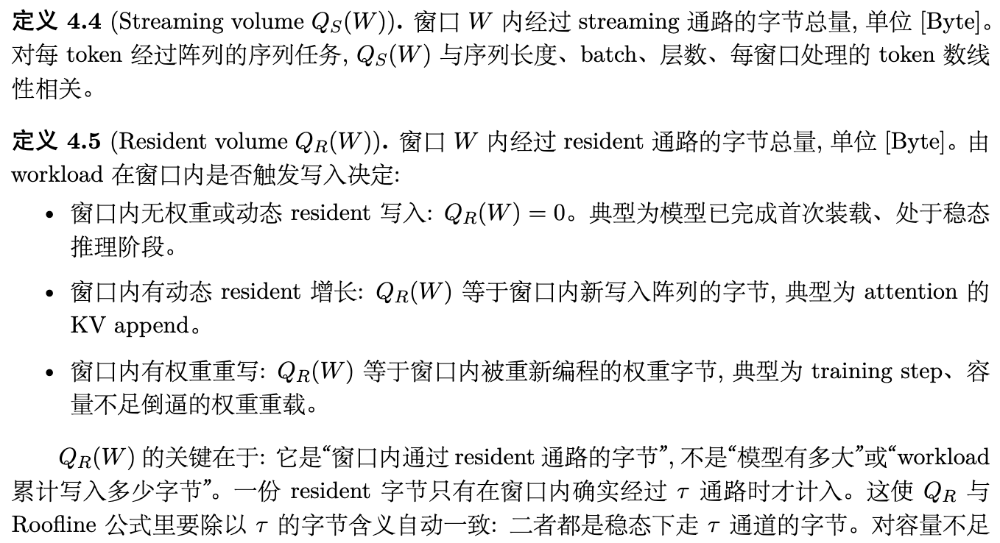 定义 4.4 (Streaming volume Q_S(W)). 窗口 W 内经过 streaming 通路的字节总量, 单位 [Byte]。
对每 token 经过阵列的序列任务, Q_S(W) 与序列长度、batch、层数、每窗口处理的 token 数线
性相关。
定义 4.5 (Resident volume Q_R(W)). 窗口 W 内经过 resident 通路的字节总量, 单位 [Byte]。由
workload 在窗口内是否触发写入决定:
• 窗口内无权重或动态 resident 写入: Q_R(W) = 0。典型为模型已完成首次装载、处于稳态
推理阶段。
• 窗口内有动态 resident 增长: Q_R(W) 等于窗口内新写入阵列的字节, 典型为 attention 的
KV append。
• 窗口内有权重重写: Q_R(W) 等于窗口内被重新编程的权重字节, 典型为 training step、容
量不足倒逼的权重重载。
Q_R(W) 的关键在于: 它是“窗口内通过 resident 通路的字节”, 不是“模型有多大”或“workload
累计写入多少字节”。一份 resident 字节只有在窗口内确实经过 τ 通路时才计入。这使 Q_R 与
Roofline 公式里要除以 τ 的字节含义自动一致: 二者都是稳态下走 τ 通道的字节。对容量不足